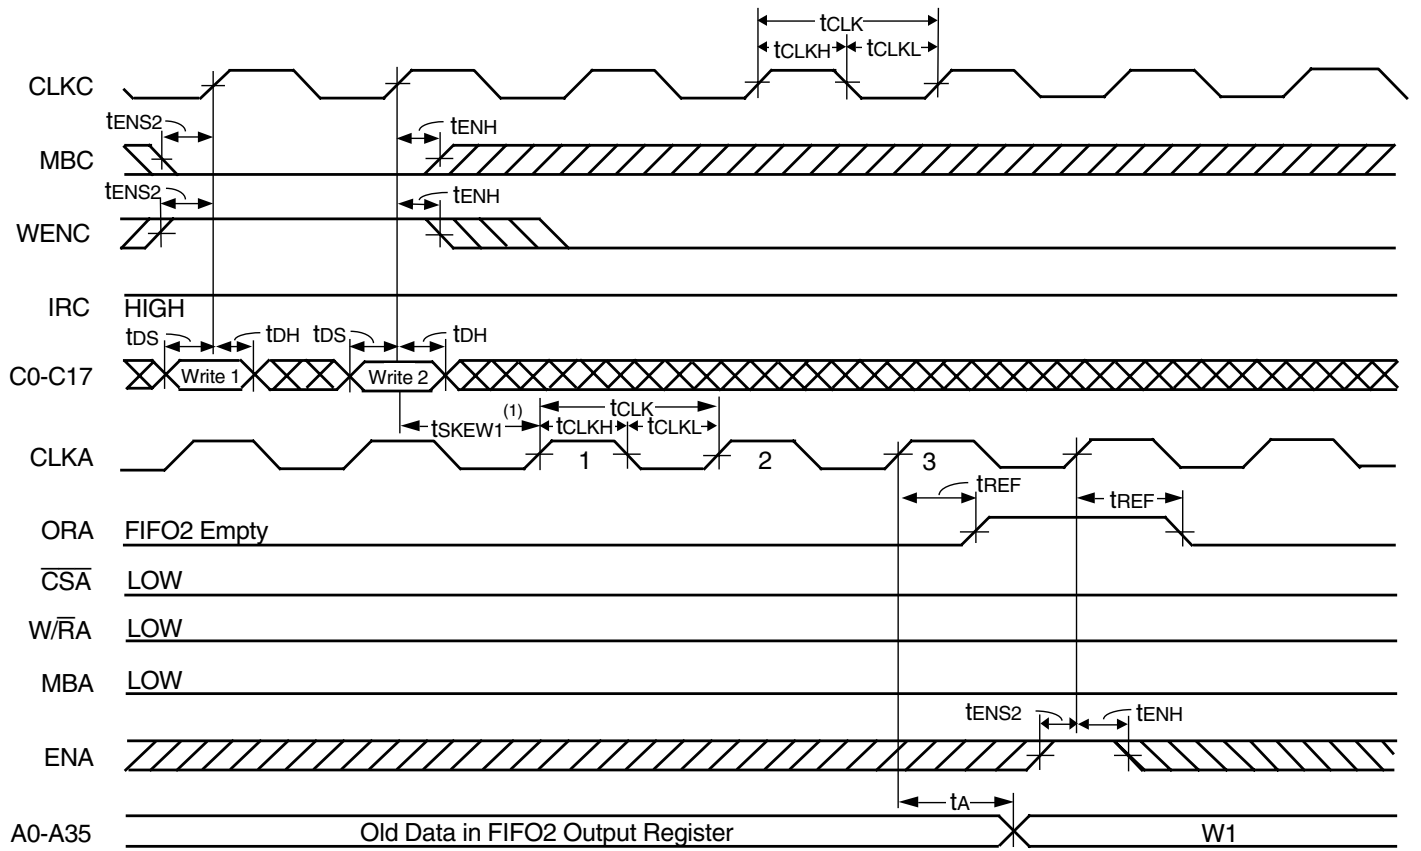 tCLK
tCLKH tCLKL
CLKC
tENS2 tENH
MBC
tENS2 tENH
WENC
IRC HIGH
tDS tDH tDS tDH
C0-C17 Write 1 Write 2
tSKEW1 (1) tCLK
tCLKH tCLKL
CLKA 1 2 3
tREF tREF
ORA FIFO2 Empty
CSA LOW
W/RA LOW
MBA LOW
tENS2 tENH
ENA
tA
A0-A35 Old Data in FIFO2 Output Register W1